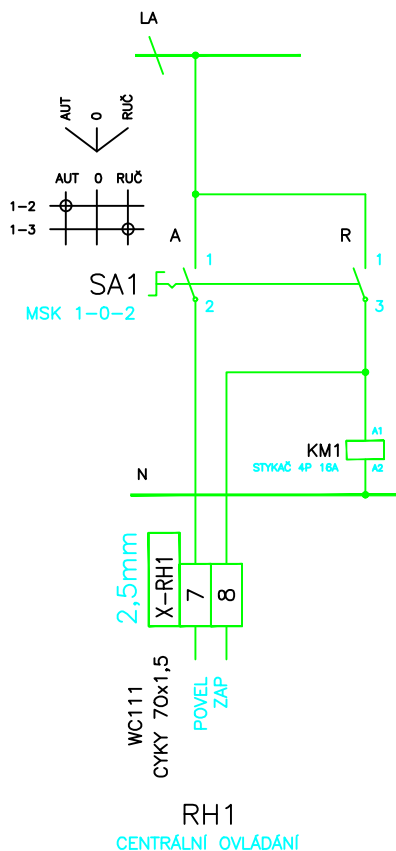 LA
AUT 0 RUČ
AUT 0 RUČ
1-2
1-3
A R
1 1
SA1
2 3
MSK 1-0-2
A1
KM1
STYKAČ 4P 16A A2
N
2,5mm
X-RH1 7 8
WC111
CYKY 70x1,5
POVEL
ZAP
RH1
CENTRÁLNÍ OVLÁDÁNÍ